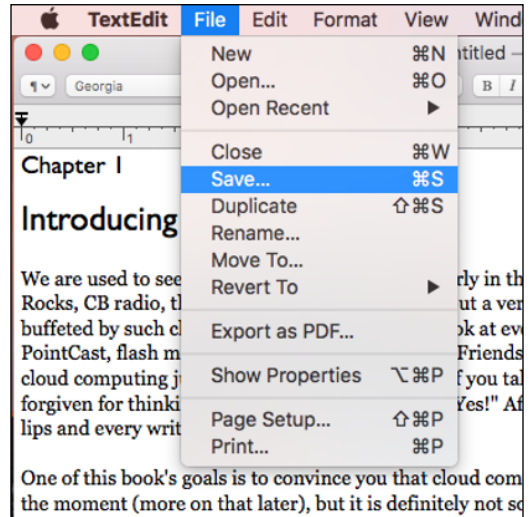 TextEdit File Edit Format View Wind
New ⌘N
Open... ⌘O
Open Recent ▶
Close ⌘W
Save... ⌘S
Duplicate ⇧⌘S
Rename...
Move To...
Revert To ▶
Export as PDF...
Show Properties ⌥⌘P
Page Setup... ⇧⌘P
Print... ⌘P
ntitled –
¶ Georgia B I
0 1
Chapter 1
Introducing
We are used to see rly in th
Rocks, CB radio, t ut a ver
buffeted by such cl ok at ev
PointCast, flash m Friends
cloud computing j f you tal
forgiven for thinki Yes!" Af
lips and every writ
One of this book's goals is to convince you that cloud com
the moment (more on that later), but it is definitely not so